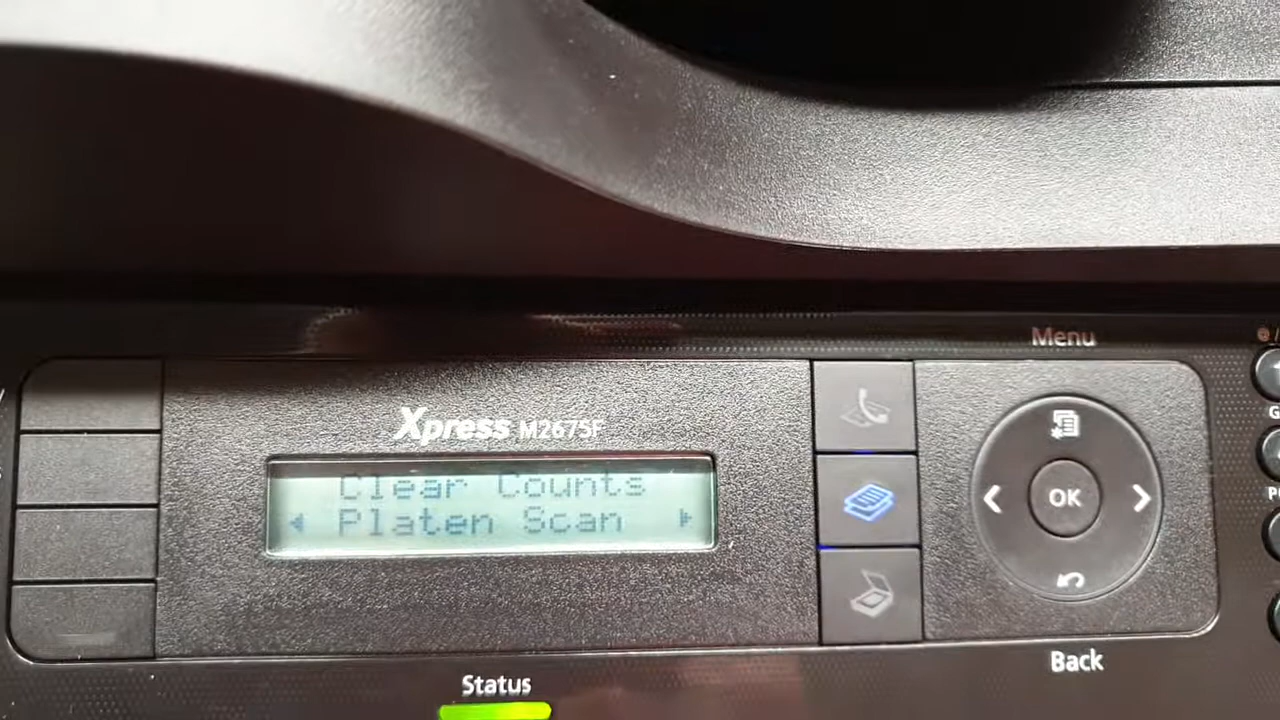 Menu
Xpress M2675F
Clear Counts
Platen Scan
OK
Back
Status